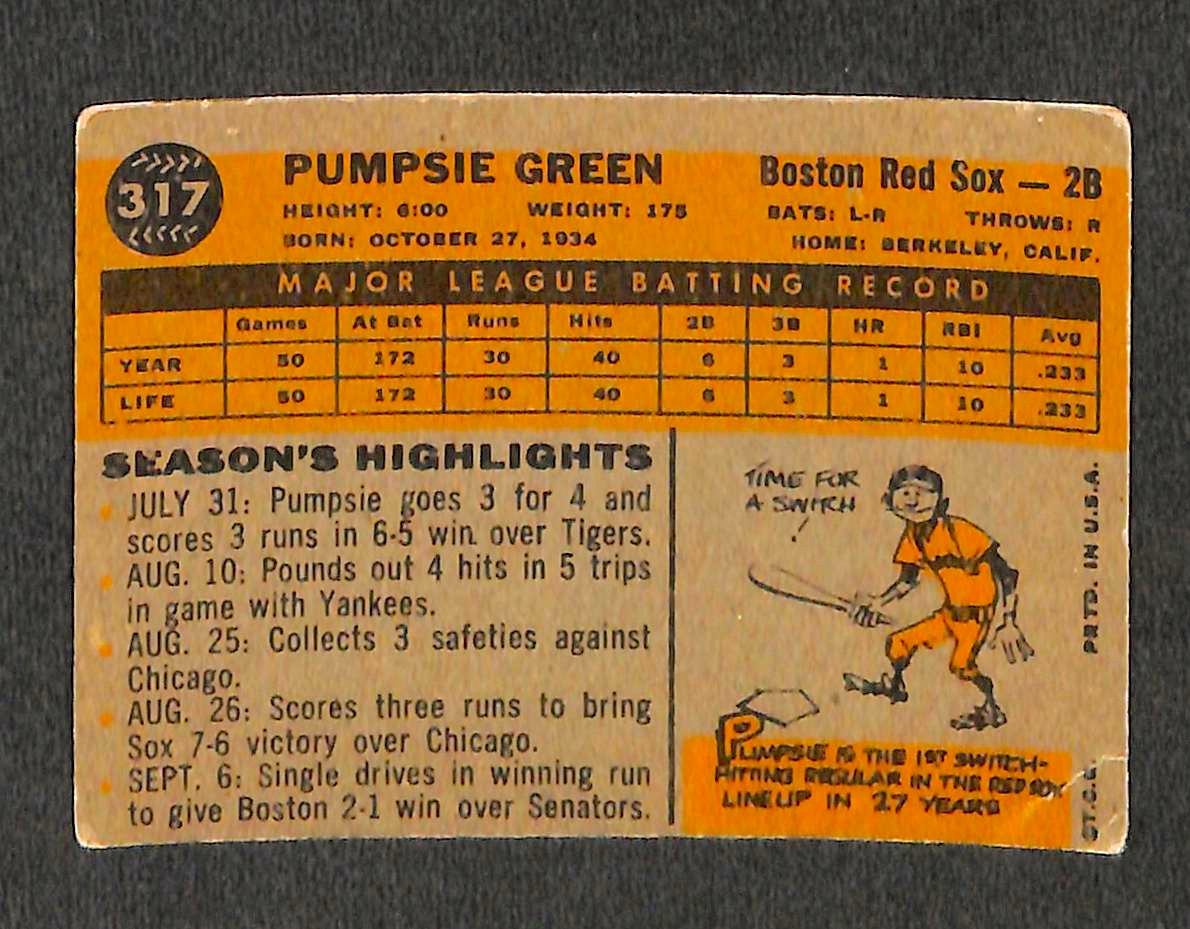 317
PUMPSIE GREEN
Boston Red Sox — 2B
HEIGHT: 6:00 WEIGHT: 175 BATS: L-R THROWS: R
BORN: OCTOBER 27, 1934 HOME: BERKELEY, CALIF.
MAJOR LEAGUE BATTING RECORD
Games At Bat Runs Hits 2B 3B HR RBI Avg
YEAR 50 172 30 40 6 3 1 10 .233
LIFE 50 172 30 40 6 3 1 10 .233
SEASON'S HIGHLIGHTS
JULY 31: Pumpsie goes 3 for 4 and
scores 3 runs in 6-5 win over Tigers.
AUG. 10: Pounds out 4 hits in 5 trips
in game with Yankees.
AUG. 25: Collects 3 safeties against
Chicago.
AUG. 26: Scores three runs to bring
Sox 7-6 victory over Chicago.
SEPT. 6: Single drives in winning run
to give Boston 2-1 win over Senators.
TIME FOR
A SWITCH
!
PUMPSIE IS THE 1ST SWITCH-
HITTING REGULAR IN THE RED SOX
LINEUP IN 27 YEARS
PRTD. IN U.S.A.
©T.C.G.